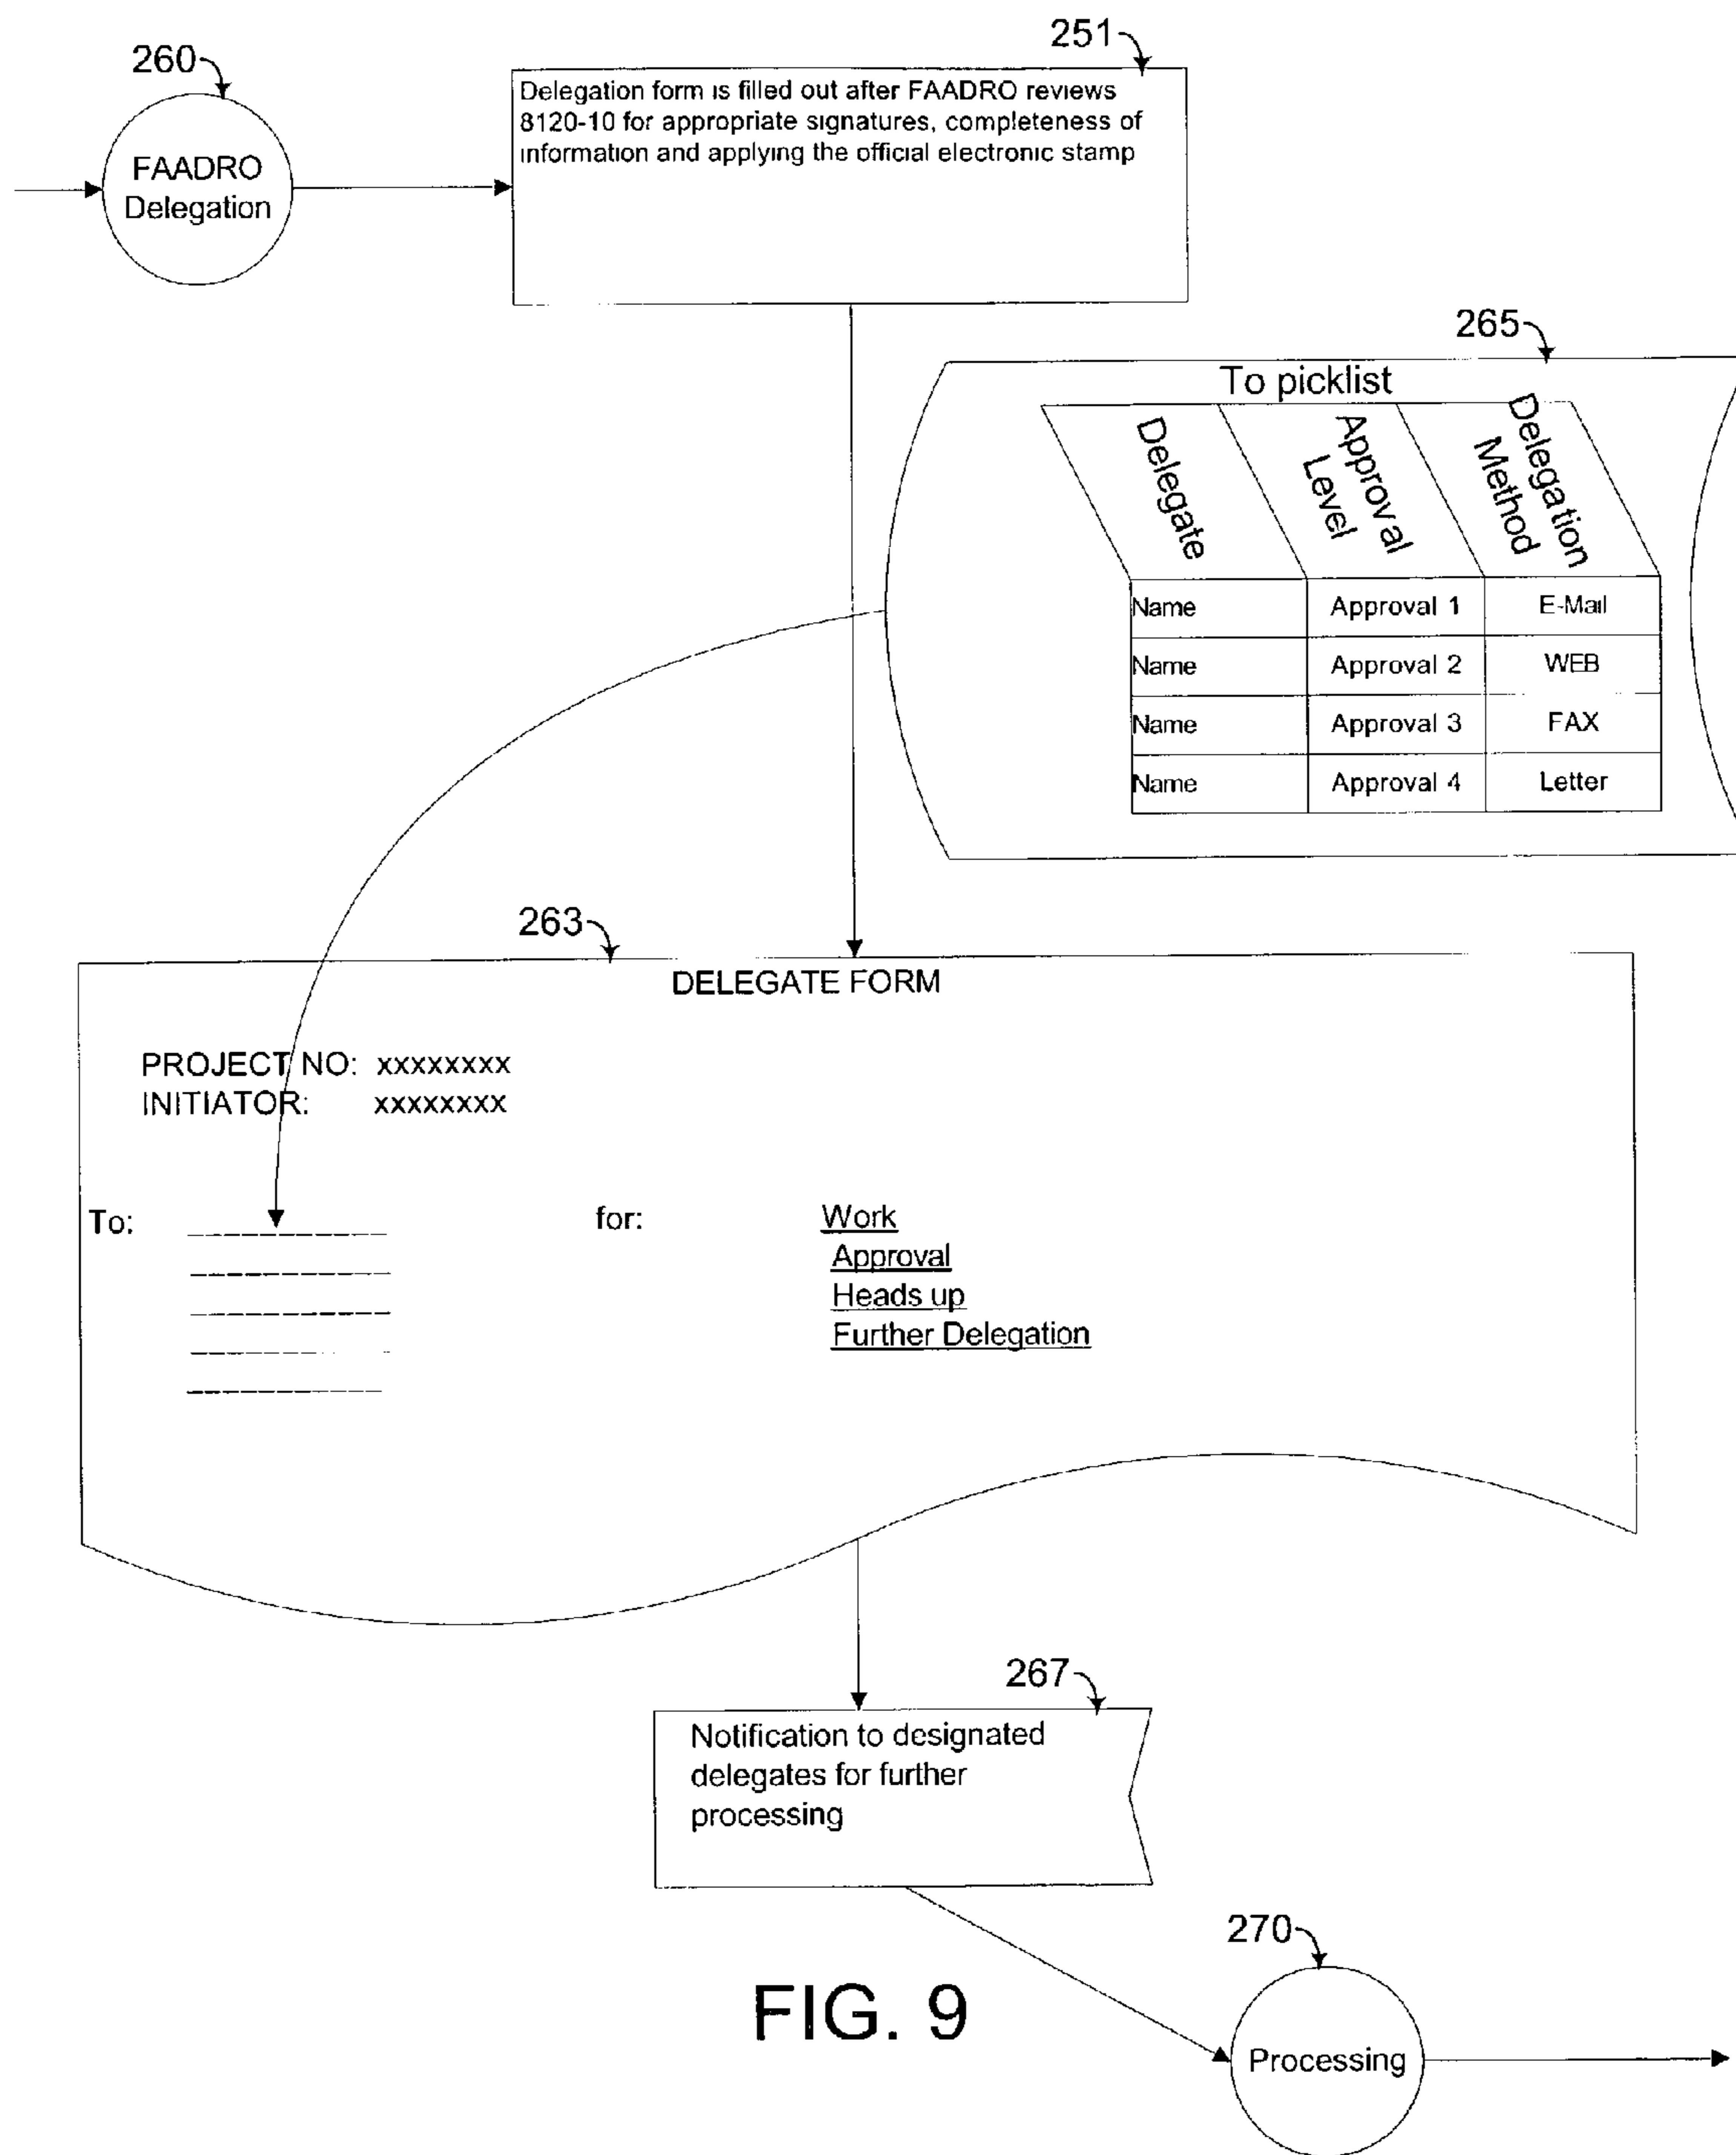 260
251
FAADRO
Delegation
Delegation form is filled out after FAADRO reviews
8120-10 for appropriate signatures, completeness of
information and applying the official electronic stamp
265
To picklist
Delegate
Approval
Level
Delegation
Method
Name Approval 1 E-Mail
Name Approval 2 WEB
Name Approval 3 FAX
Name Approval 4 Letter
263
DELEGATE FORM
PROJECT NO: xxxxxxxx
INITIATOR: xxxxxxxx
To: for: Work
Approval
Heads up
Further Delegation
267
Notification to designated
delegates for further
processing
270
Processing
FIG. 9